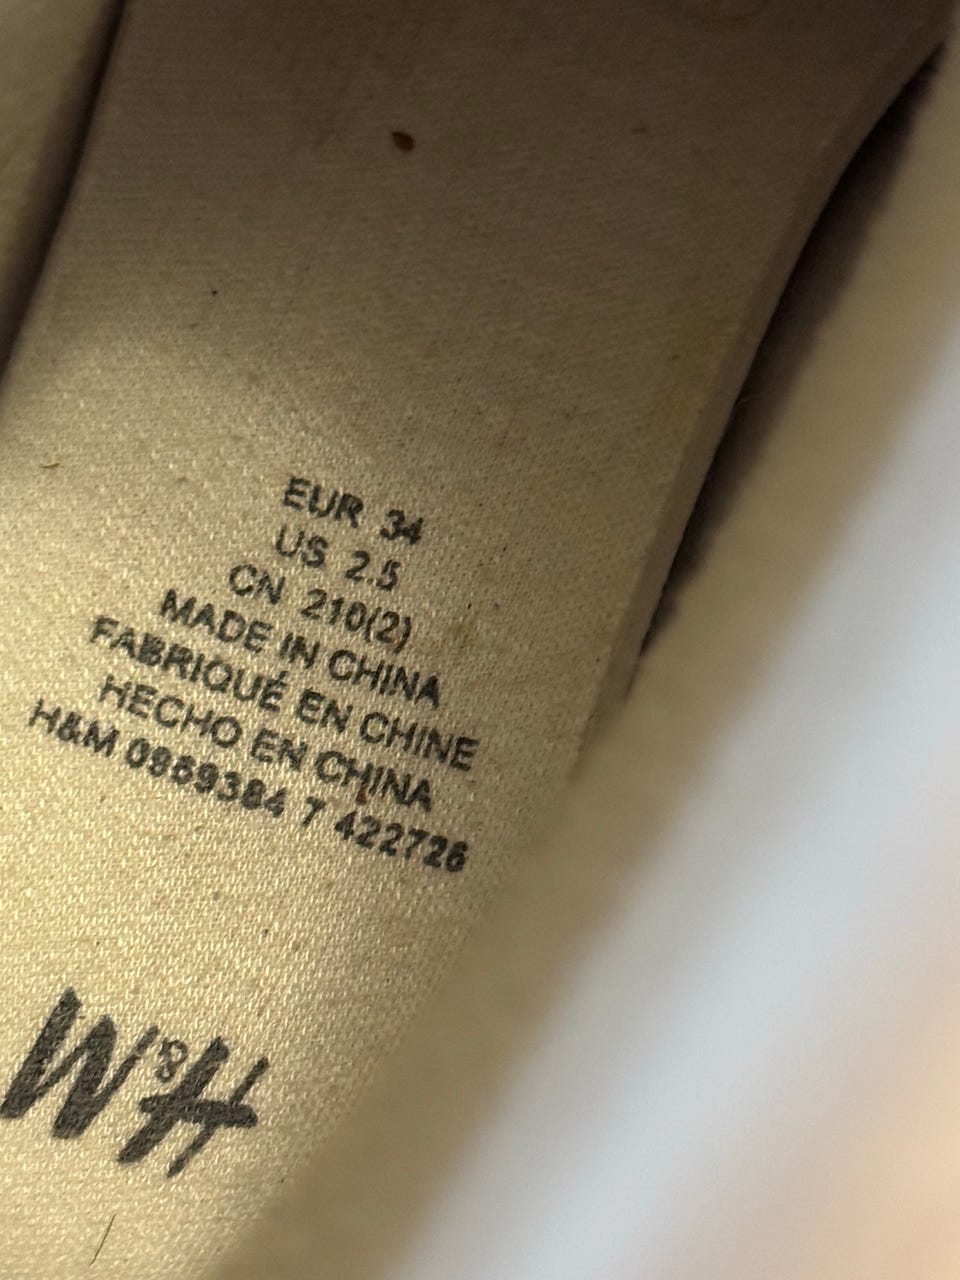 EUR 34
US 2.5
CN 210(2)
MADE IN CHINA
FABRIQUÉ EN CHINE
HECHO EN CHINA
H&M 0869384 7 422726
H&M